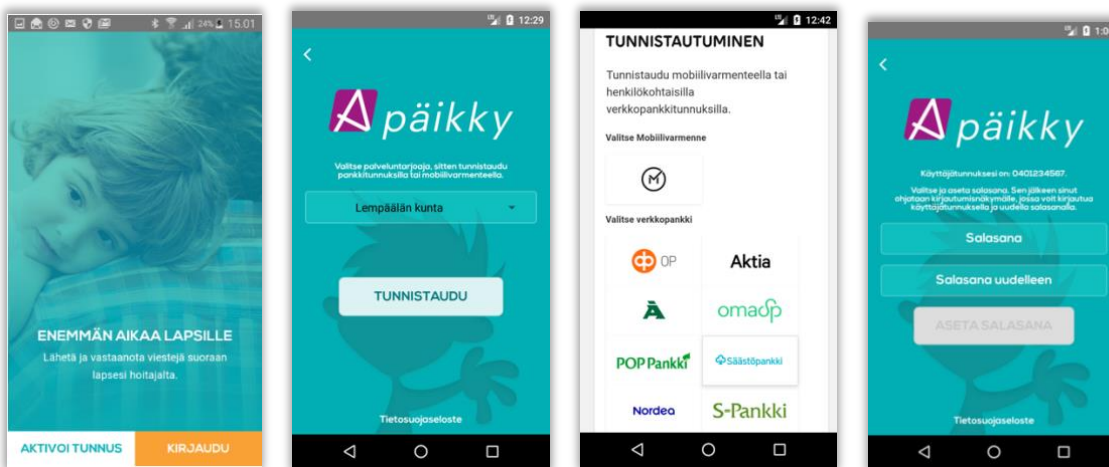 24% 15.01
ENEMMÄN AIKAA LAPSILLE
Lähetä ja vastaanota viestejä suoraan
lapsesi hoitajalta.
AKTIVOI TUNNUS
KIRJAUDU
12:29
päikky
Valitse palveluntarjoaja, sitten tunnistaudu
pankkitunnuksilla tai mobiilivarmenteella.
Lempäälän kunta
TUNNISTAUDU
Tietosuojaseloste
12:42
TUNNISTAUTUMINEN
Tunnistaudu mobiilivarmenteella tai
henkilökohtaisilla
verkkopankkitunnuksilla.
Valitse Mobiilivarmenne
Valitse verkkopankki
OP
Aktia
omasp
POP Pankki
Säästöpankki
Nordea
S-Pankki
päikky
Käyttäjätunnuksesi on: 0401234567.
Valitse ja aseta salasana. Sen jälkeen sinut
ohjataan kirjautumisnäkymälle, jossa voit kirjautua
käyttäjätunnuksella ja uudella salasanalla.
Salasana
Salasana uudelleen
ASETA SALASANA
Tietosuojaseloste